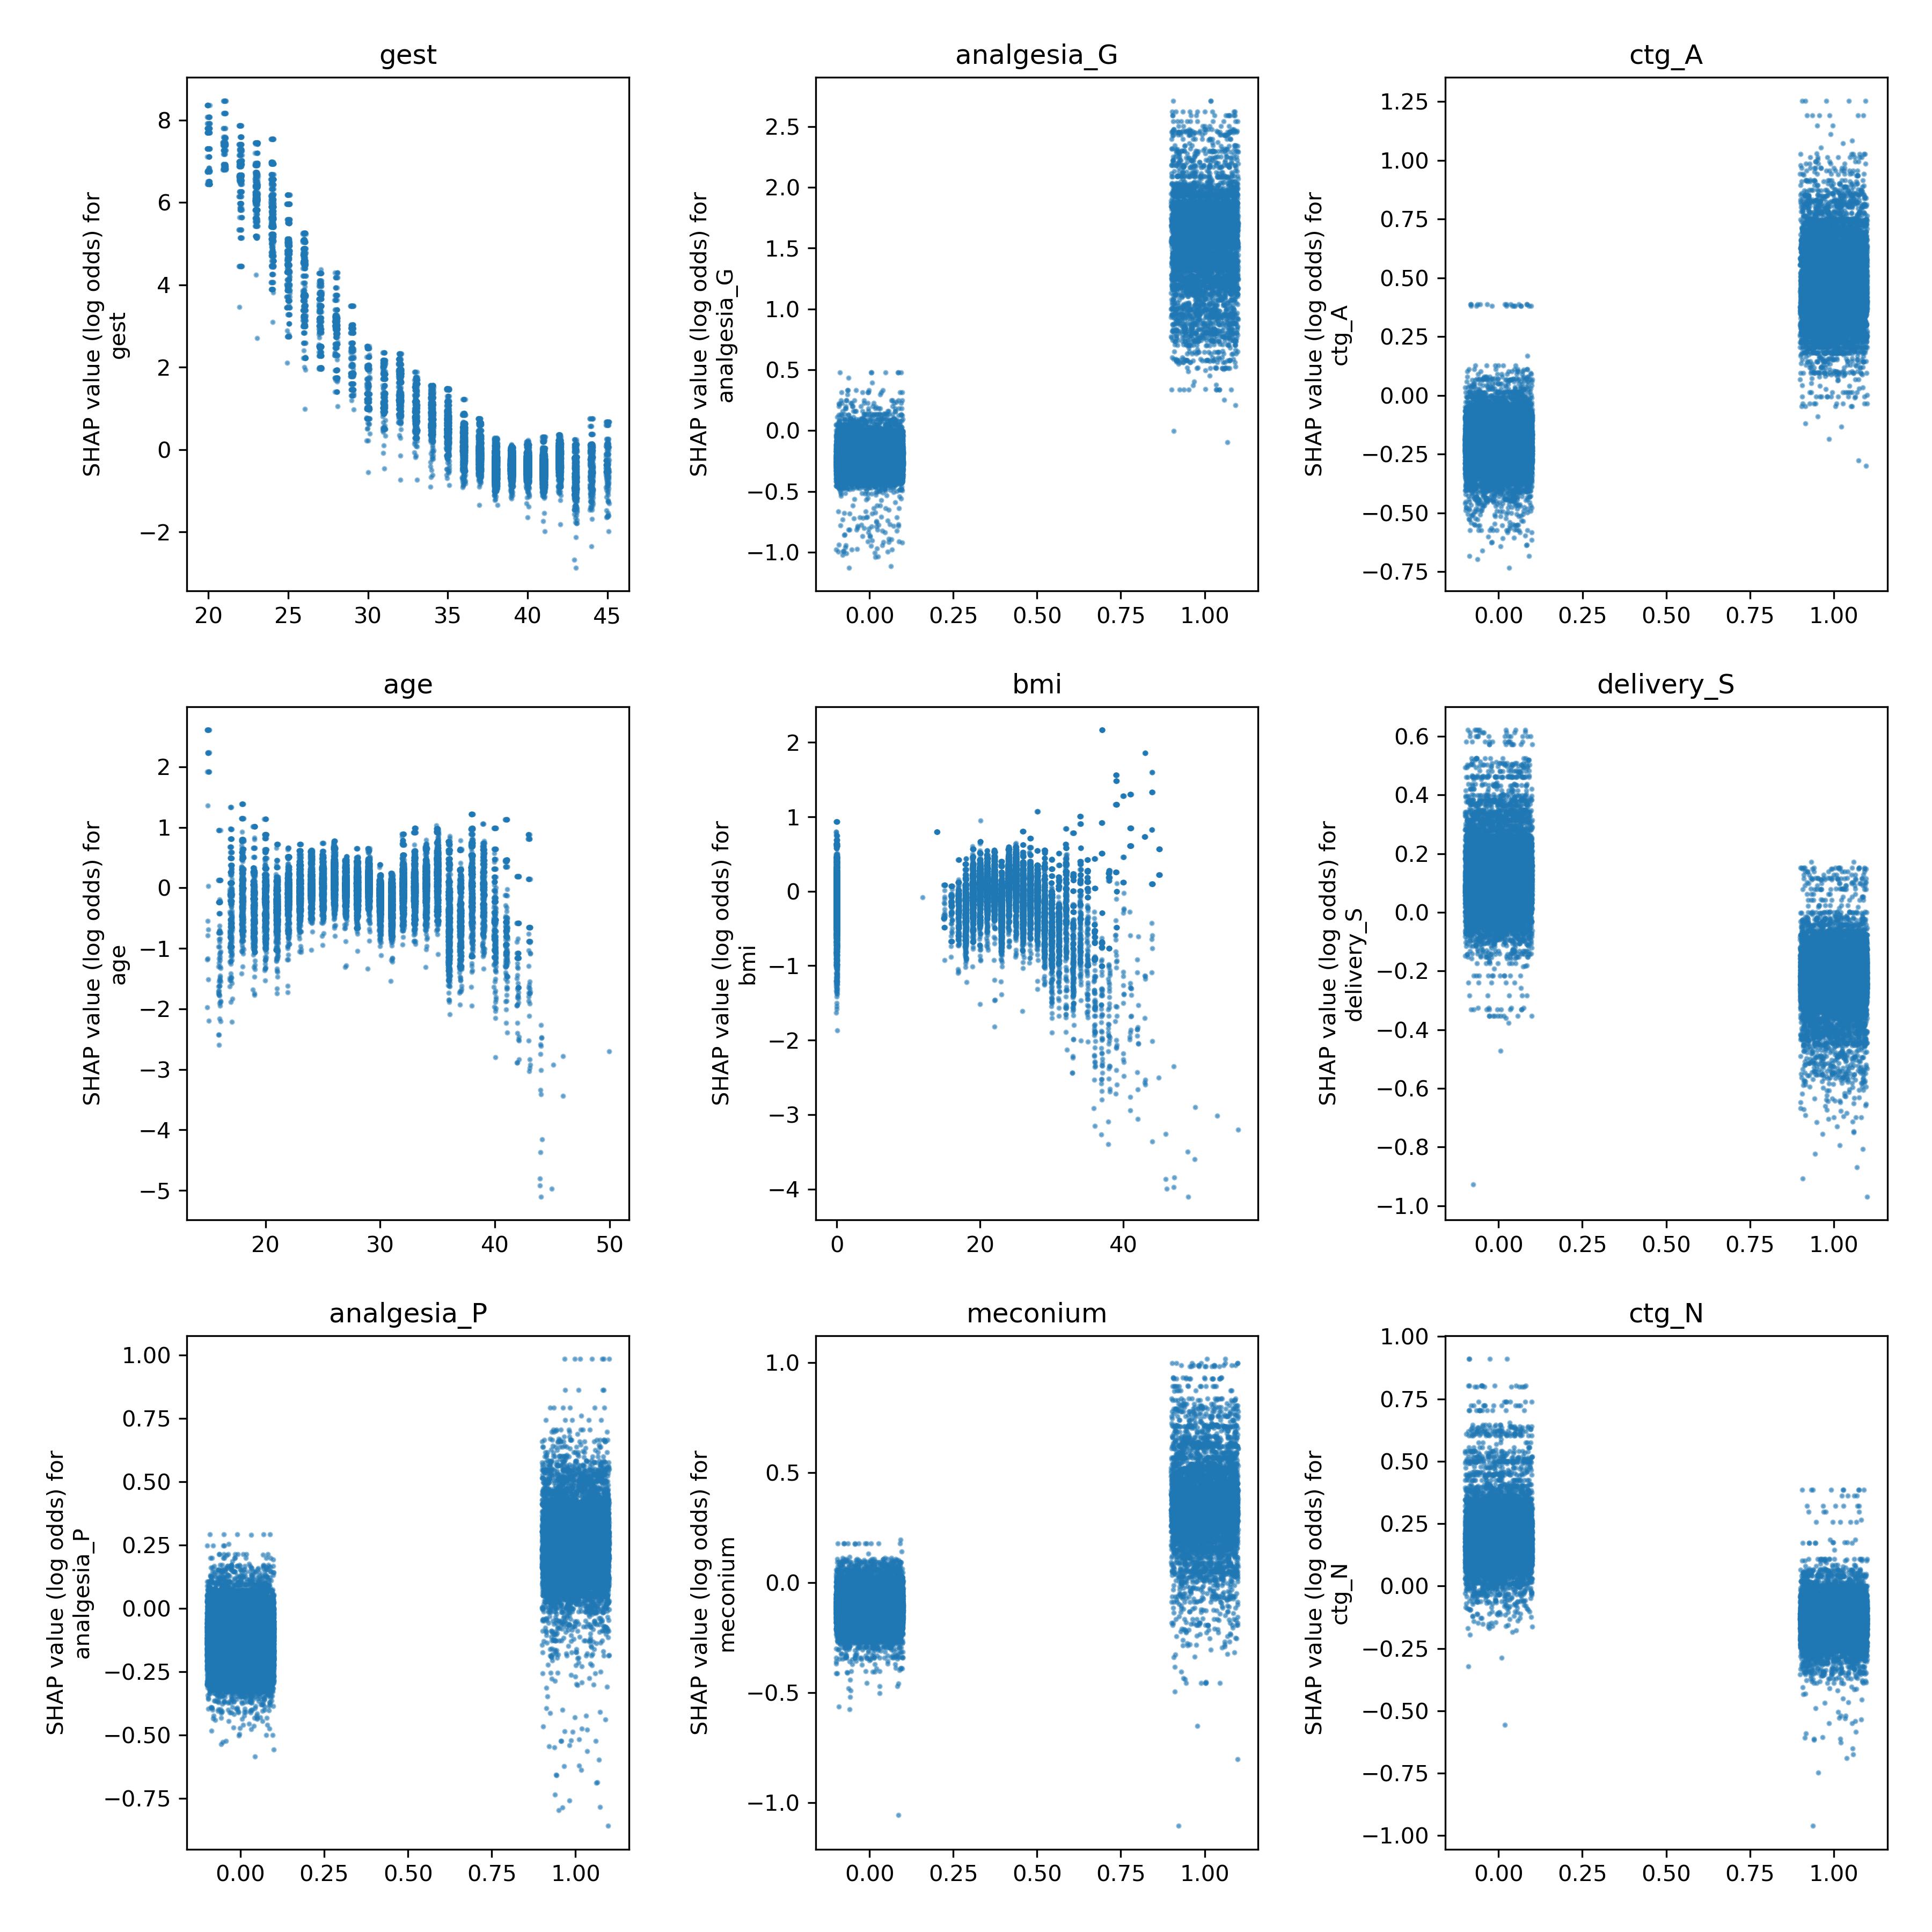 gest
SHAP value (log odds) for
gest
8
6
4
2
0
−2
20 25 30 35 40 45
analgesia_G
SHAP value (log odds) for
analgesia_G
2.5
2.0
1.5
1.0
0.5
0.0
−0.5
−1.0
0.00 0.25 0.50 0.75 1.00
ctg_A
SHAP value (log odds) for
ctg_A
1.25
1.00
0.75
0.50
0.25
0.00
−0.25
−0.50
−0.75
0.00 0.25 0.50 0.75 1.00
age
SHAP value (log odds) for
age
2
1
0
−1
−2
−3
−4
−5
20 30 40 50
bmi
SHAP value (log odds) for
bmi
2
1
0
−1
−2
−3
−4
0 20 40
delivery_S
SHAP value (log odds) for
delivery_S
0.6
0.4
0.2
0.0
−0.2
−0.4
−0.6
−0.8
−1.0
0.00 0.25 0.50 0.75 1.00
analgesia_P
SHAP value (log odds) for
analgesia_P
1.00
0.75
0.50
0.25
0.00
−0.25
−0.50
−0.75
0.00 0.25 0.50 0.75 1.00
meconium
SHAP value (log odds) for
meconium
1.0
0.5
0.0
−0.5
−1.0
0.00 0.25 0.50 0.75 1.00
ctg_N
SHAP value (log odds) for
ctg_N
1.00
0.75
0.50
0.25
0.00
−0.25
−0.50
−0.75
−1.00
0.00 0.25 0.50 0.75 1.00